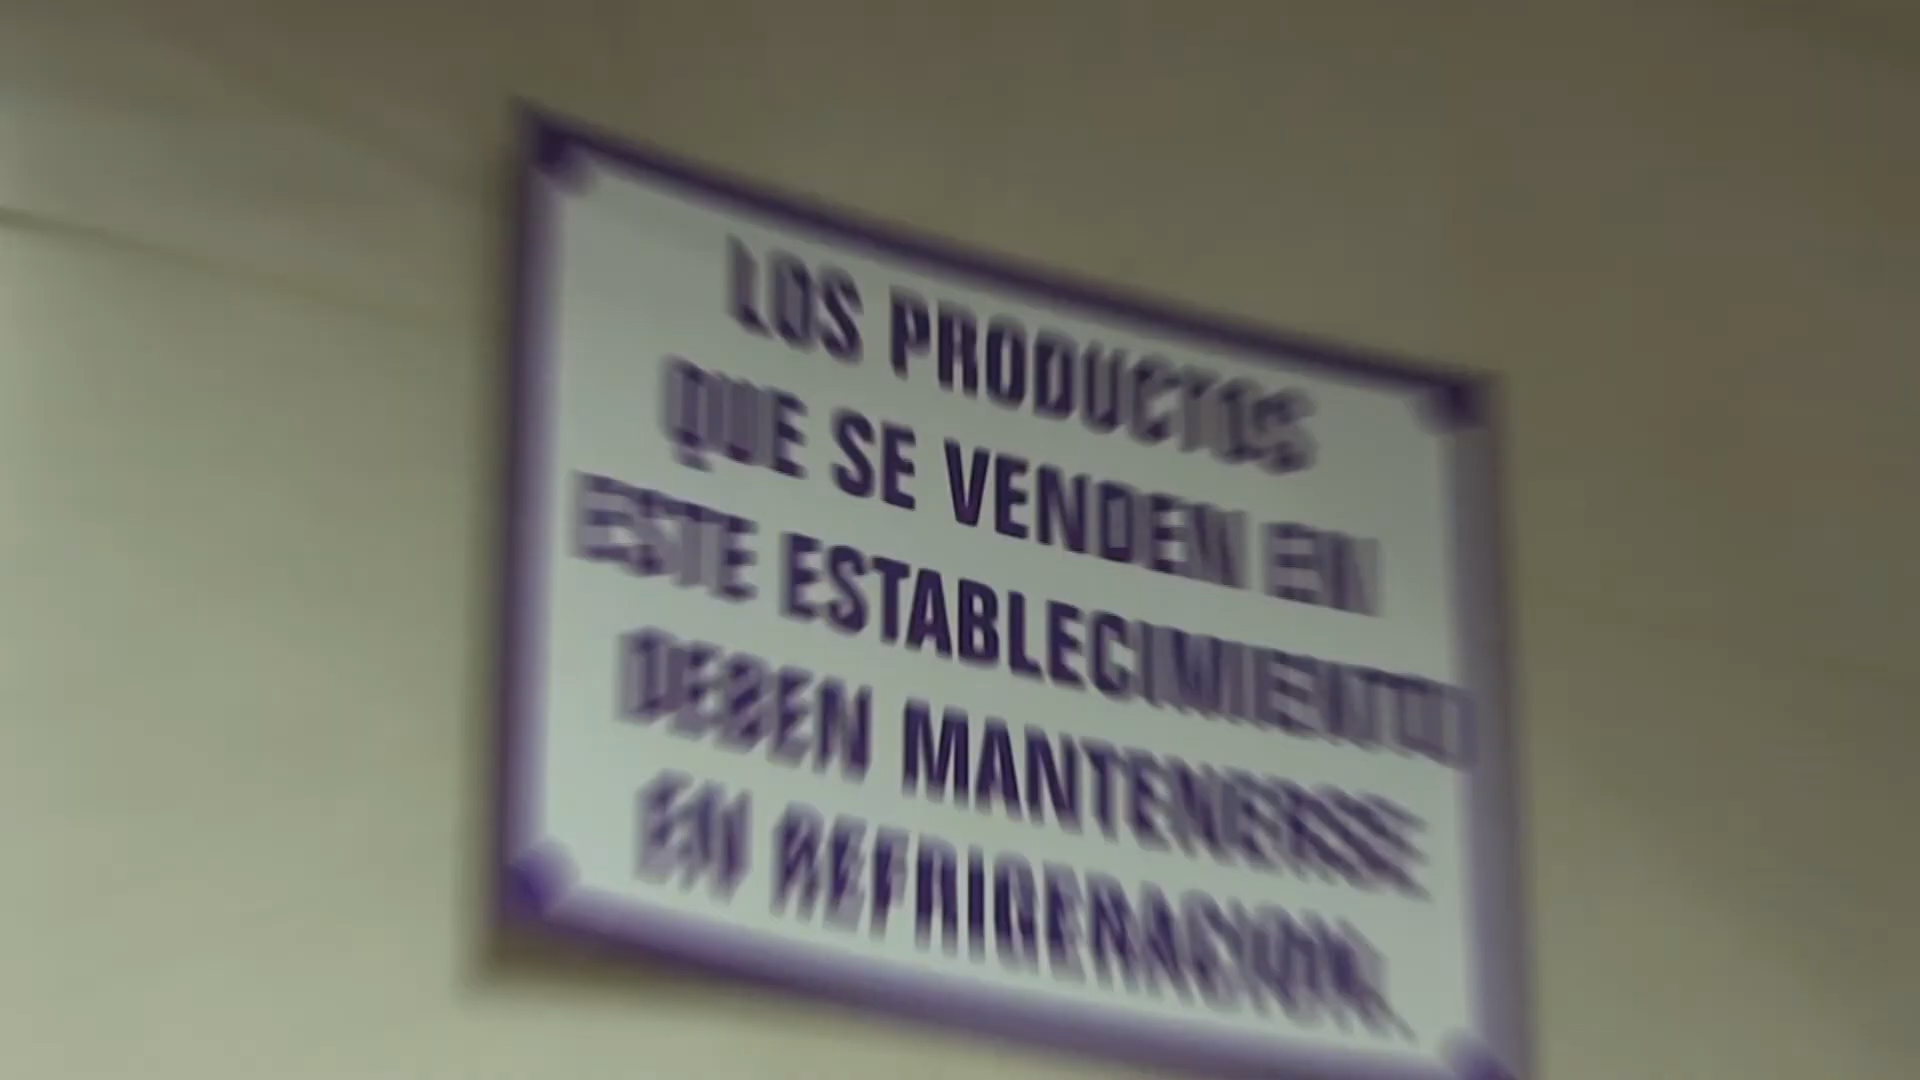 LOS PRODUCTOS
QUE SE VENDEN EN
ESTE ESTABLECIMIENTO
DEBEN MANTENERSE
EN REFRIGERACION.